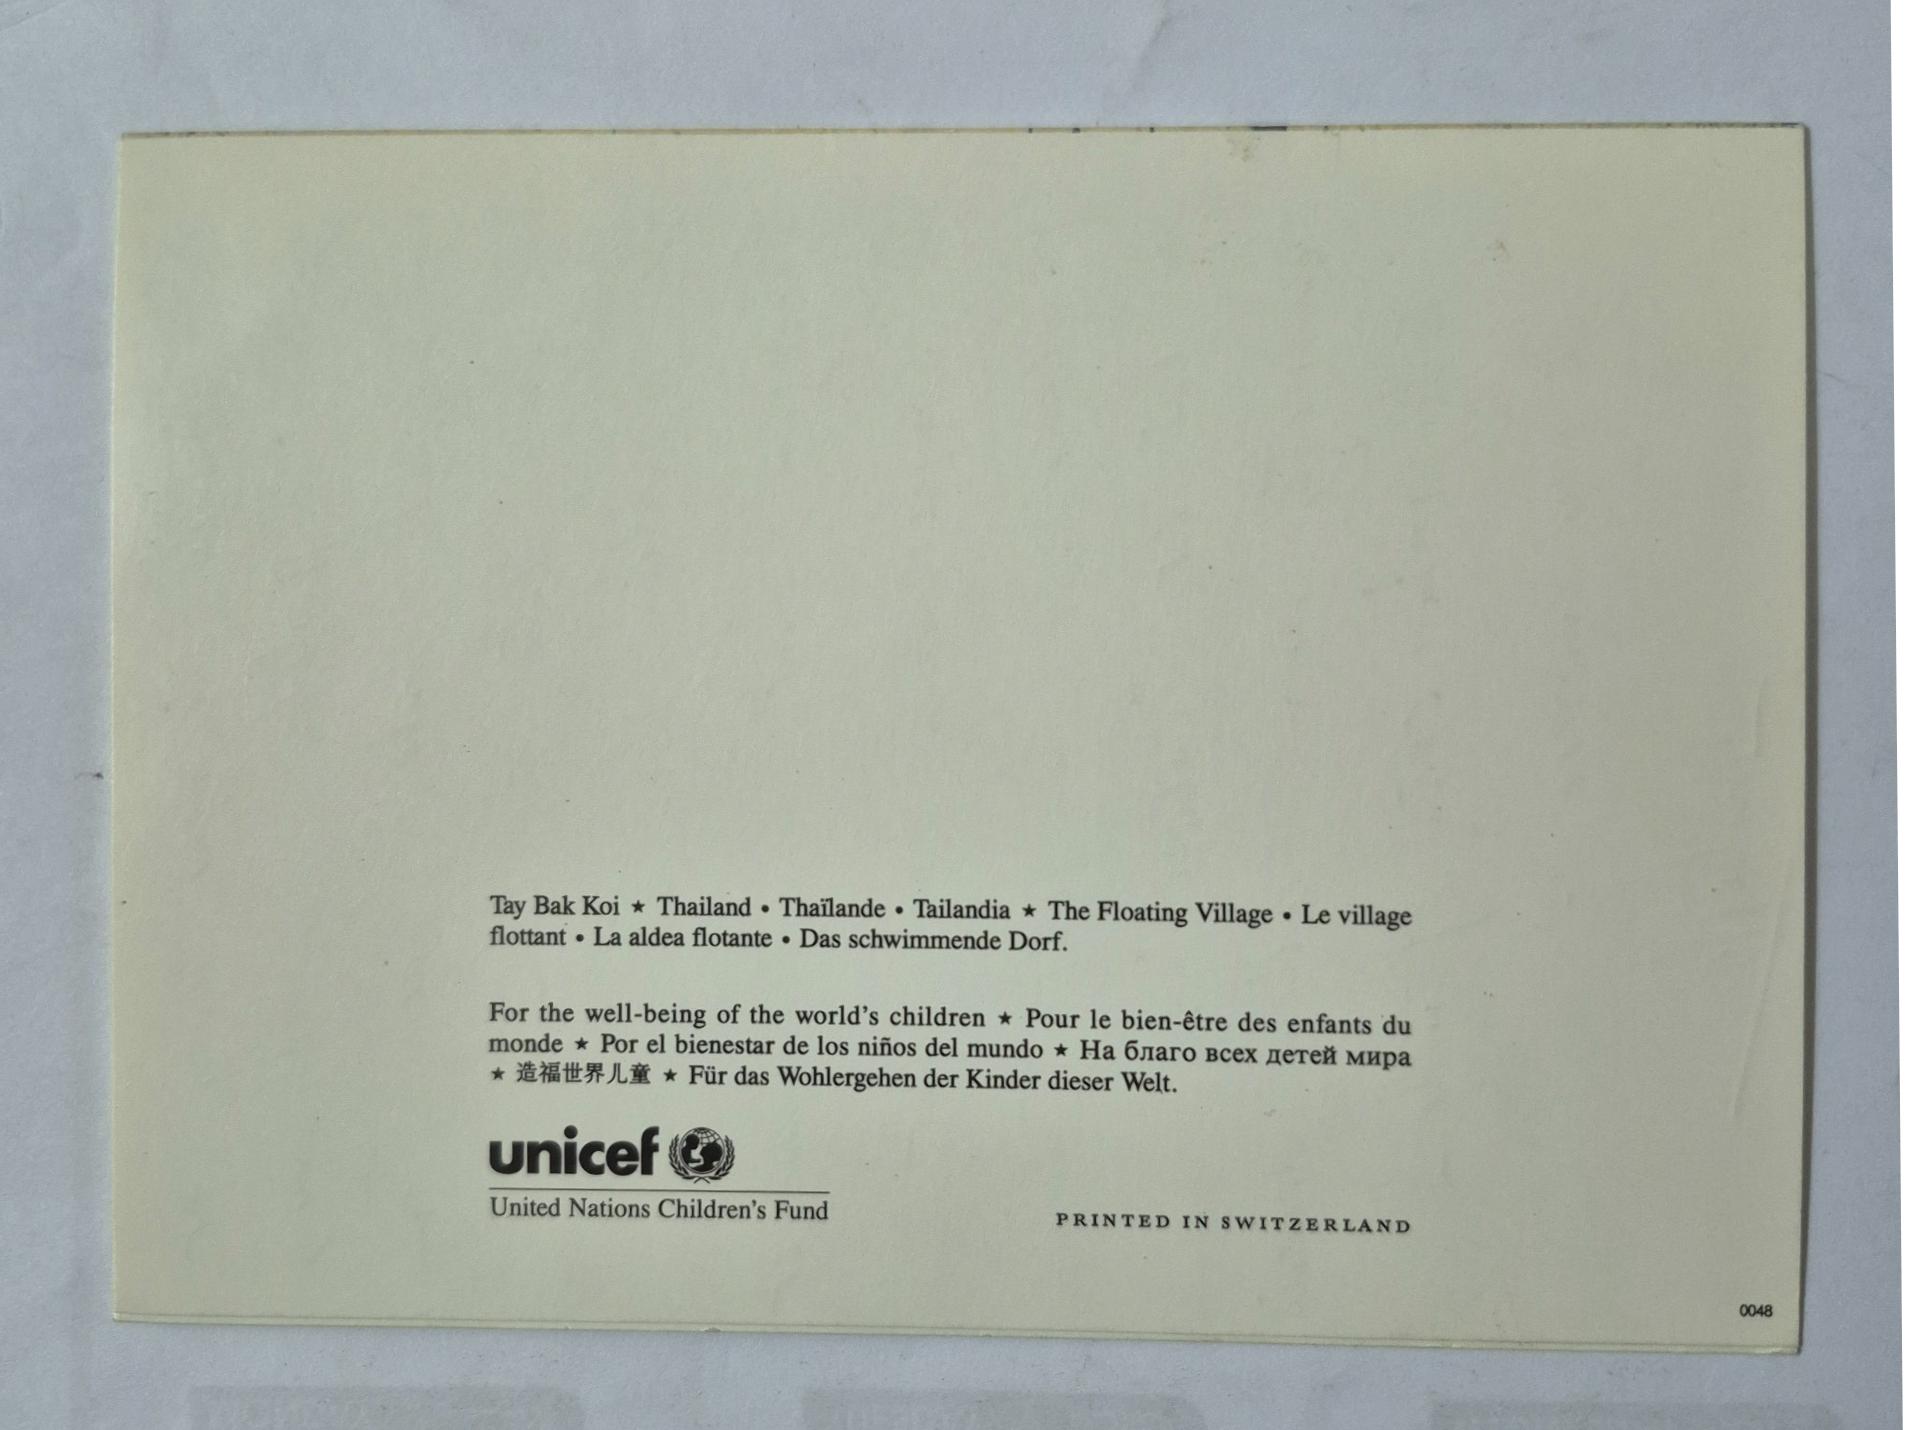 Tay Bak Koi ★ Thailand • Thaïlande • Tailandia ★ The Floating Village • Le village
flottant • La aldea flotante • Das schwimmende Dorf.
For the well-being of the world's children ★ Pour le bien-être des enfants du
monde ★ Por el bienestar de los niños del mundo ★ На благо всех детей мира
★ 造福世界儿童 ★ Für das Wohlergehen der Kinder dieser Welt.
unicef
United Nations Children's Fund
PRINTED IN SWITZERLAND
0048